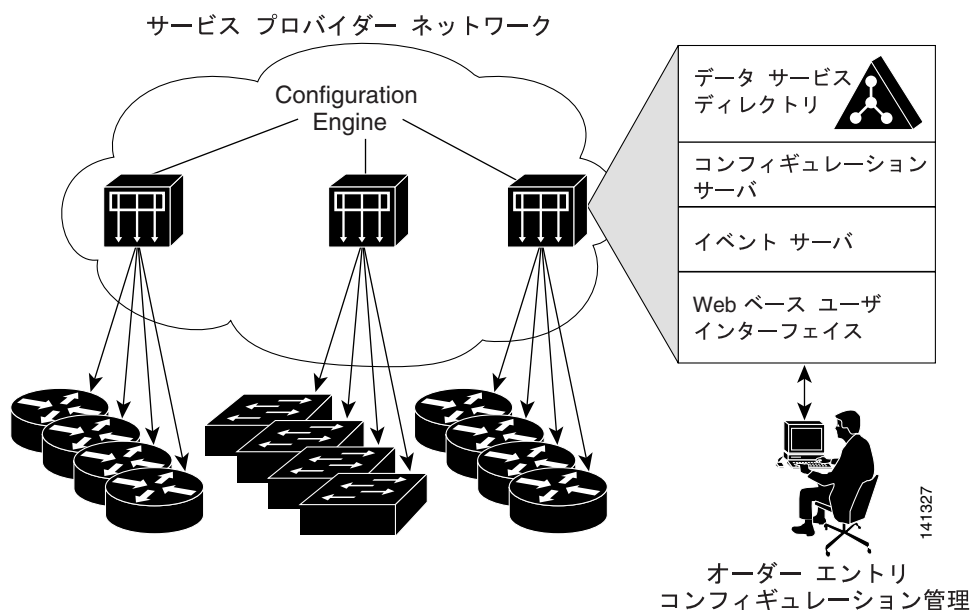 サービス プロバイダー ネットワーク
Configuration
Engine
データ サービス
ディレクトリ
コンフィギュレーション
サーバ
イベント サーバ
Web ベース ユーザ
インターフェイス
141327
オーダー エントリ
コンフィギュレーション管理